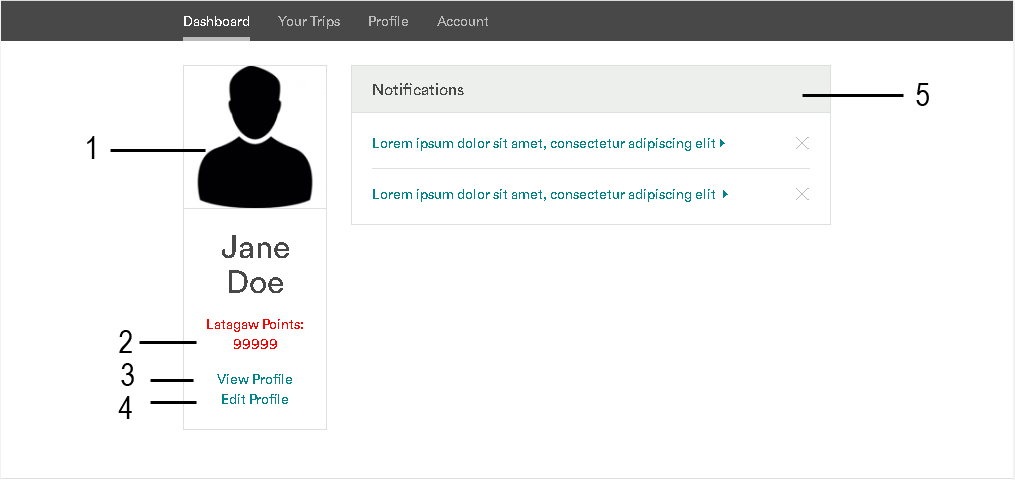 Dashboard Your Trips Profile Account
Notifications
5
Lorem ipsum dolor sit amet, consectetur adipiscing elit
Lorem ipsum dolor sit amet, consectetur adipiscing elit
1
Jane
Doe
Latagaw Points:
2
99999
3
View Profile
4
Edit Profile